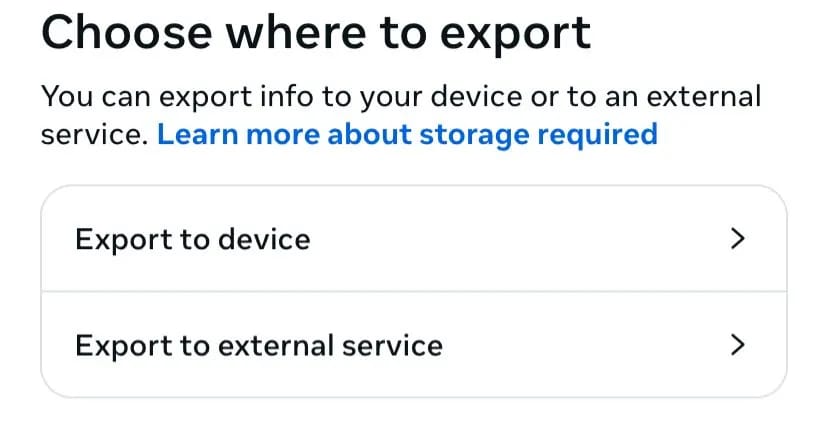 Choose where to export
You can export info to your device or to an external
service. Learn more about storage required
Export to device
Export to external service